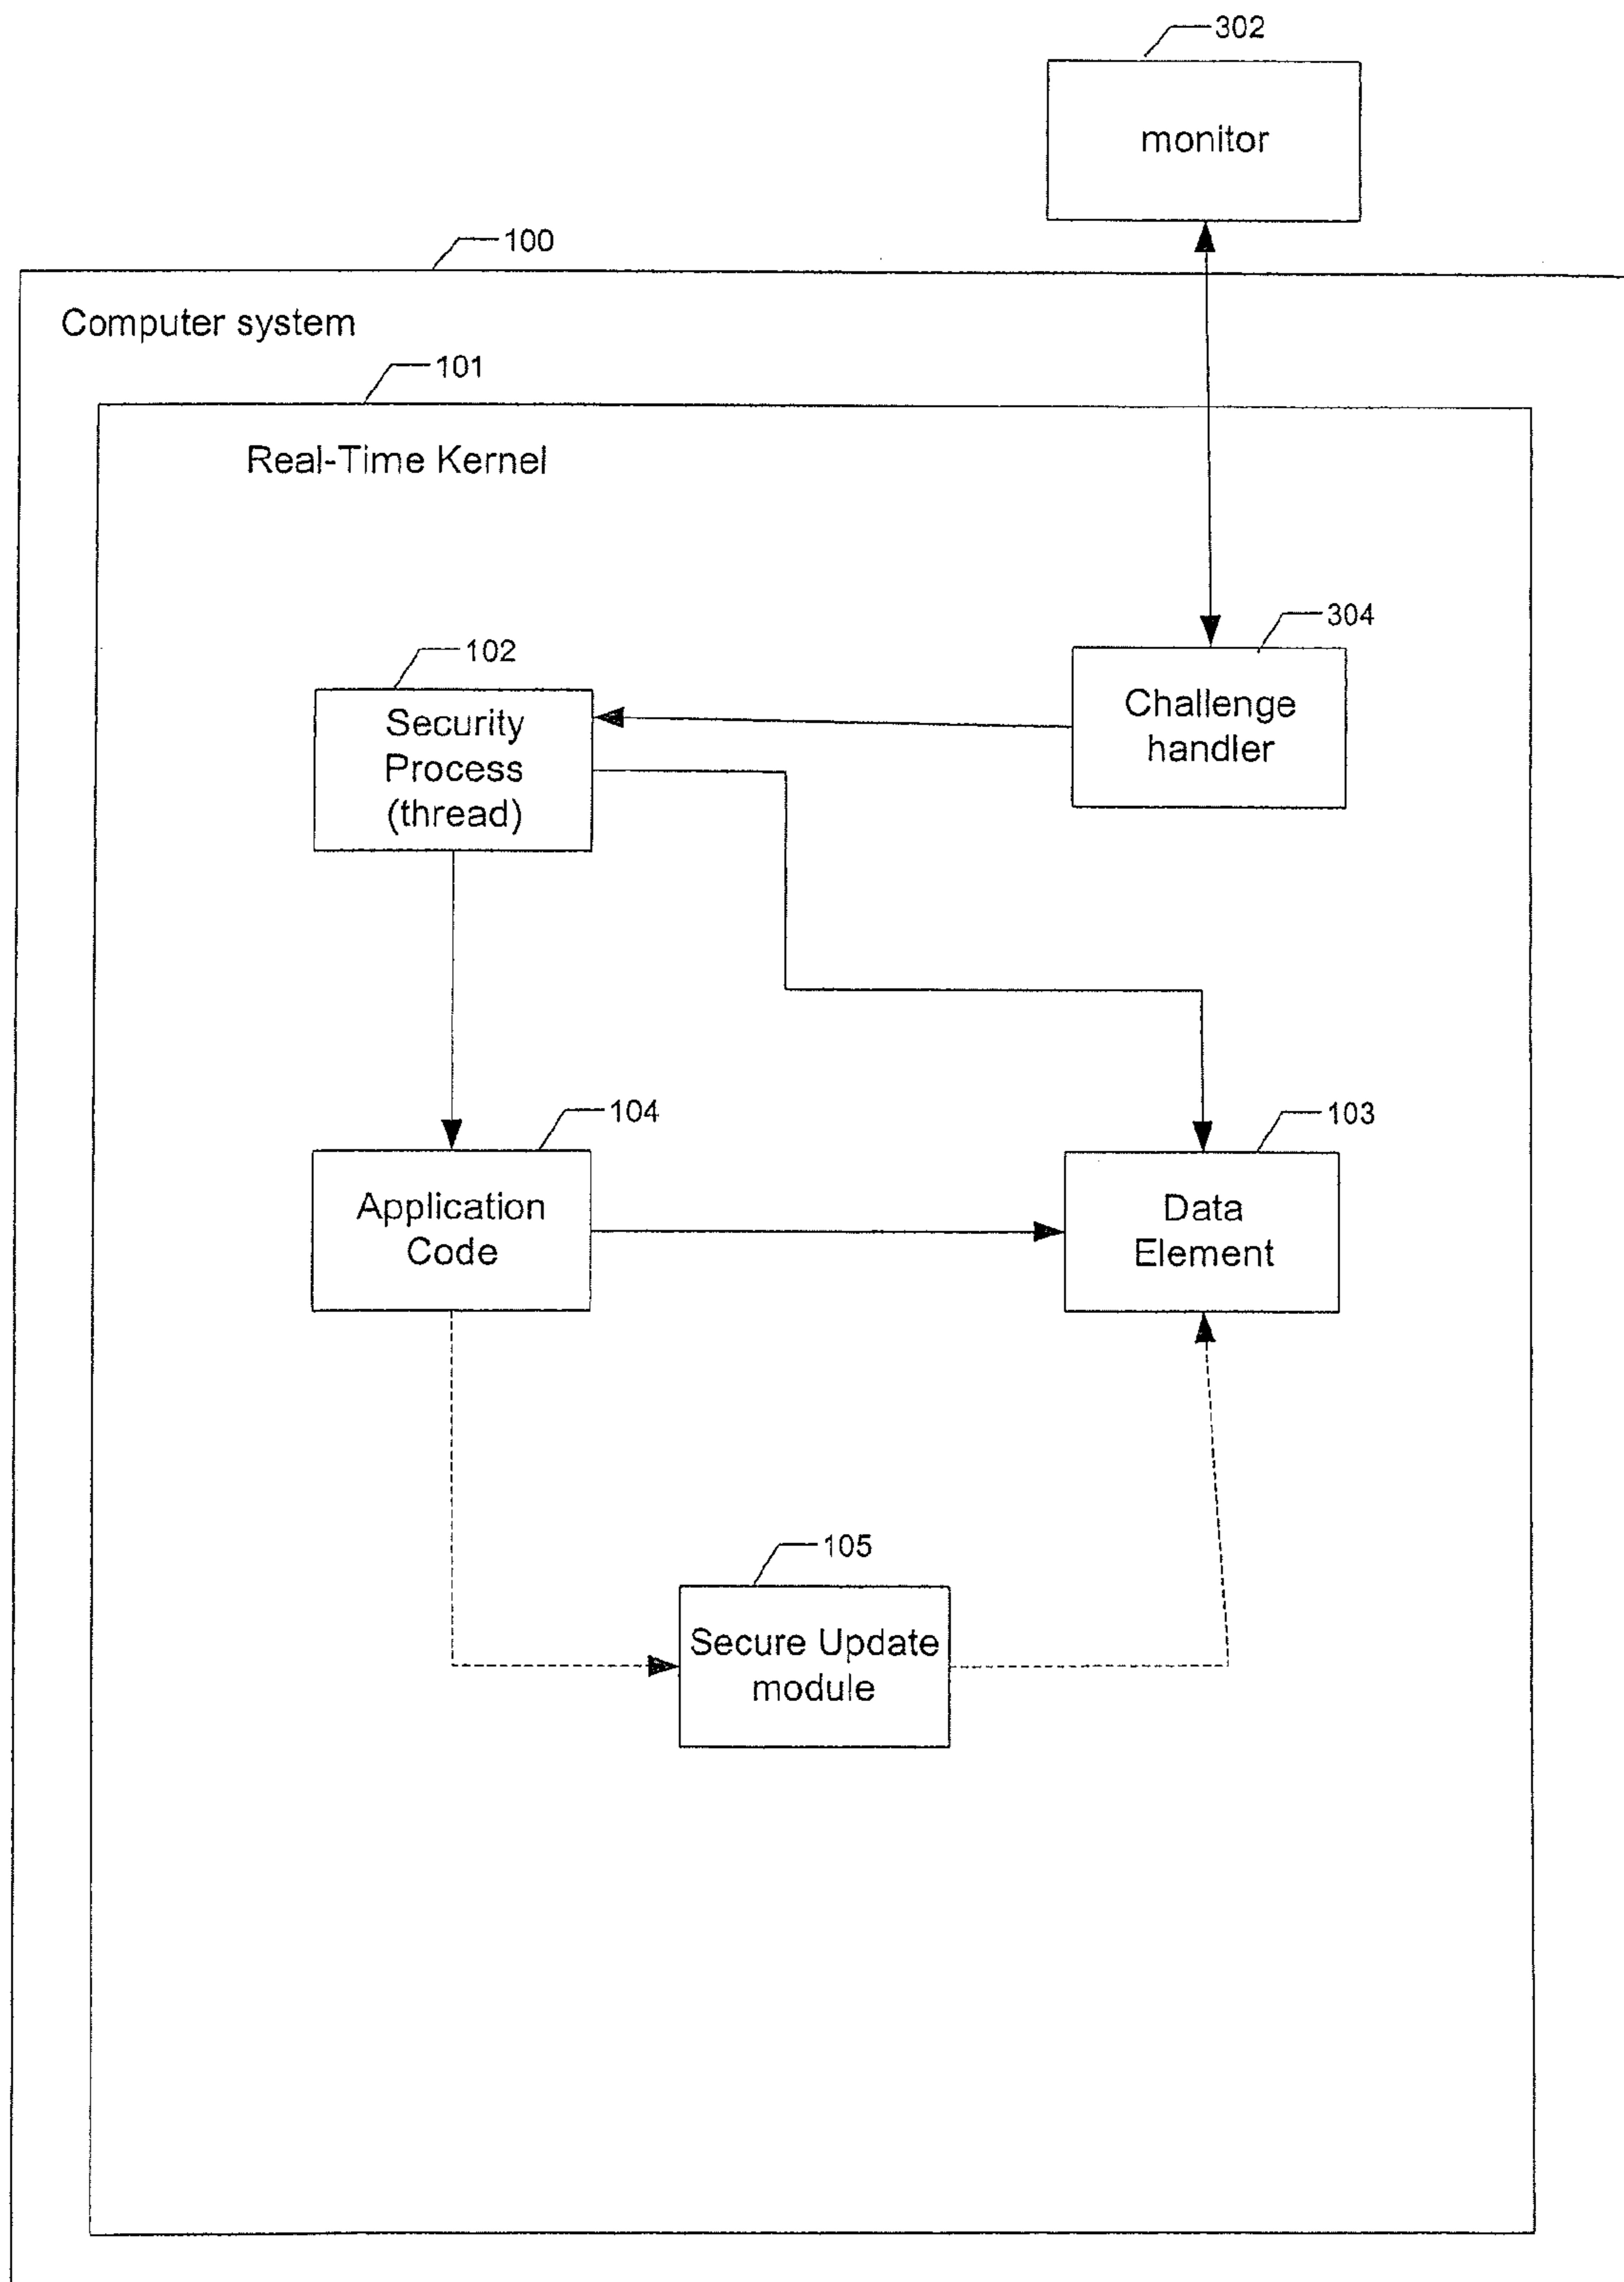 302
monitor
100
Computer system
101
Real-Time Kernel
304
102
Challenge
handler
Security
Process
(thread)
104
103
Application
Code
Data
Element
105
Secure Update
module